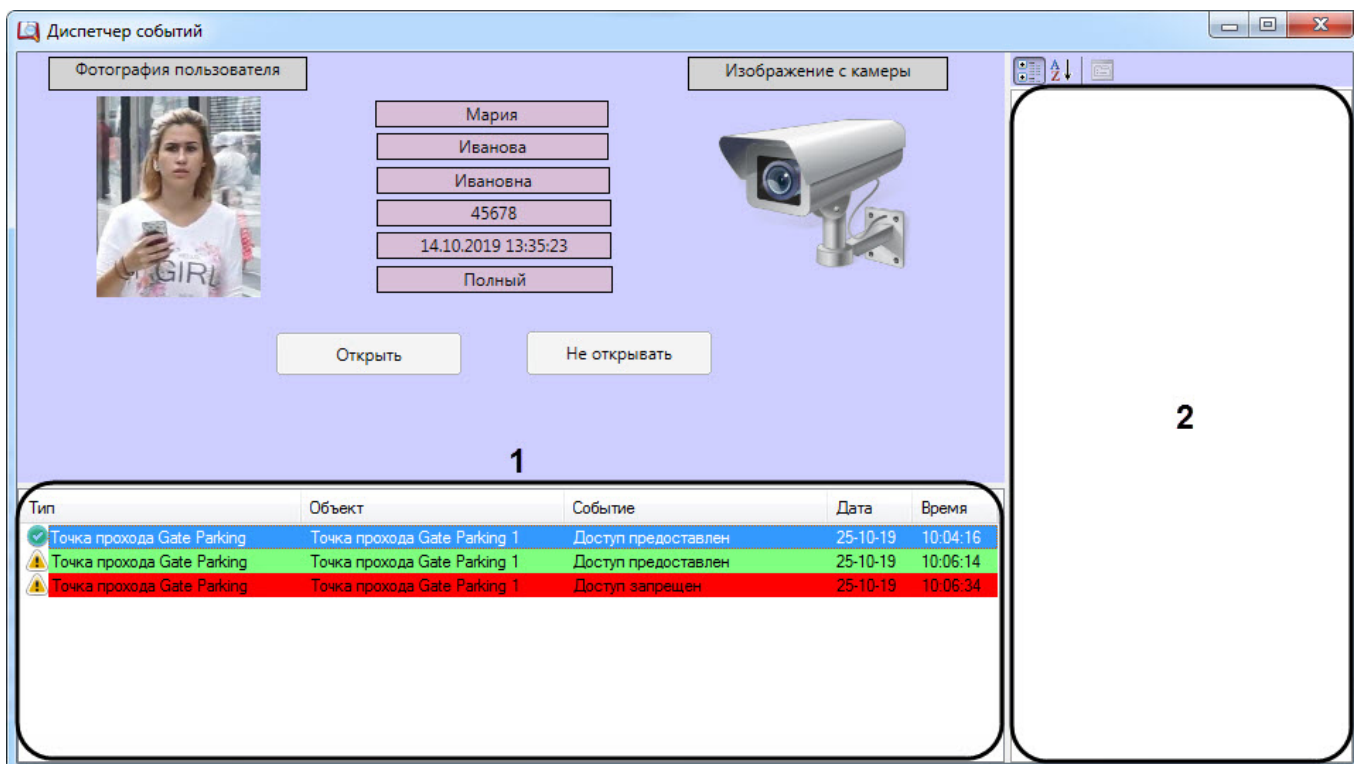 Диспетчер событий
Фотография пользователя
Изображение с камеры
Мария
Иванова
Ивановна
45678
14.10.2019 13:35:23
Полный
GIRL
Открыть
Не открывать
1
2
Тип Объект Событие Дата Время
Точка прохода Gate Parking Точка прохода Gate Parking 1 Доступ предоставлен 25-10-19 10:04:16
Точка прохода Gate Parking Точка прохода Gate Parking 1 Доступ предоставлен 25-10-19 10:06:14
Точка прохода Gate Parking Точка прохода Gate Parking 1 Доступ запрещен 25-10-19 10:06:34